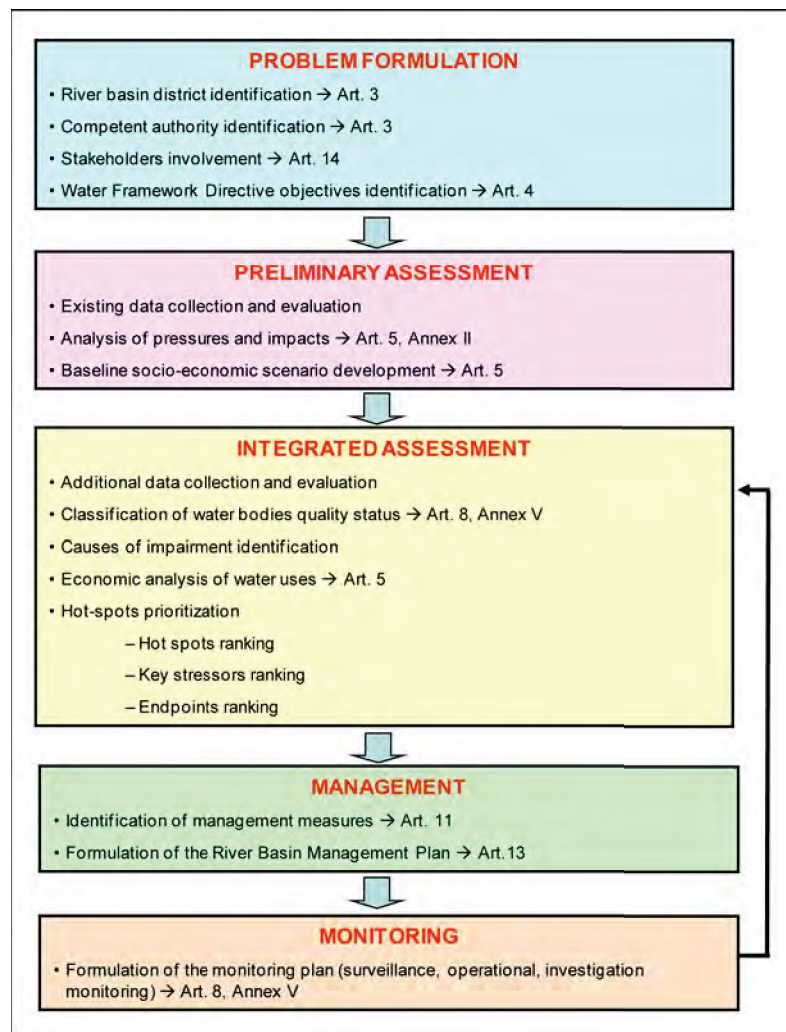 PROBLEM FORMULATION
• River basin district identification → Art. 3
• Competent authority identification → Art. 3
• Stakeholders involvement → Art. 14
• Water Framework Directive objectives identification → Art. 4
PRELIMINARY ASSESSMENT
• Existing data collection and evaluation
• Analysis of pressures and impacts → Art. 5, Annex II
• Baseline socio-economic scenario development → Art. 5
INTEGRATED ASSESSMENT
• Additional data collection and evaluation
• Classification of water bodies quality status → Art. 8, Annex V
• Causes of impairment identification
• Economic analysis of water uses → Art. 5
• Hot-spots prioritization
– Hot spots ranking
– Key stressors ranking
– Endpoints ranking
MANAGEMENT
• Identification of management measures → Art. 11
• Formulation of the River Basin Management Plan → Art.13
MONITORING
• Formulation of the monitoring plan (surveillance, operational, investigation
monitoring) → Art. 8, Annex V